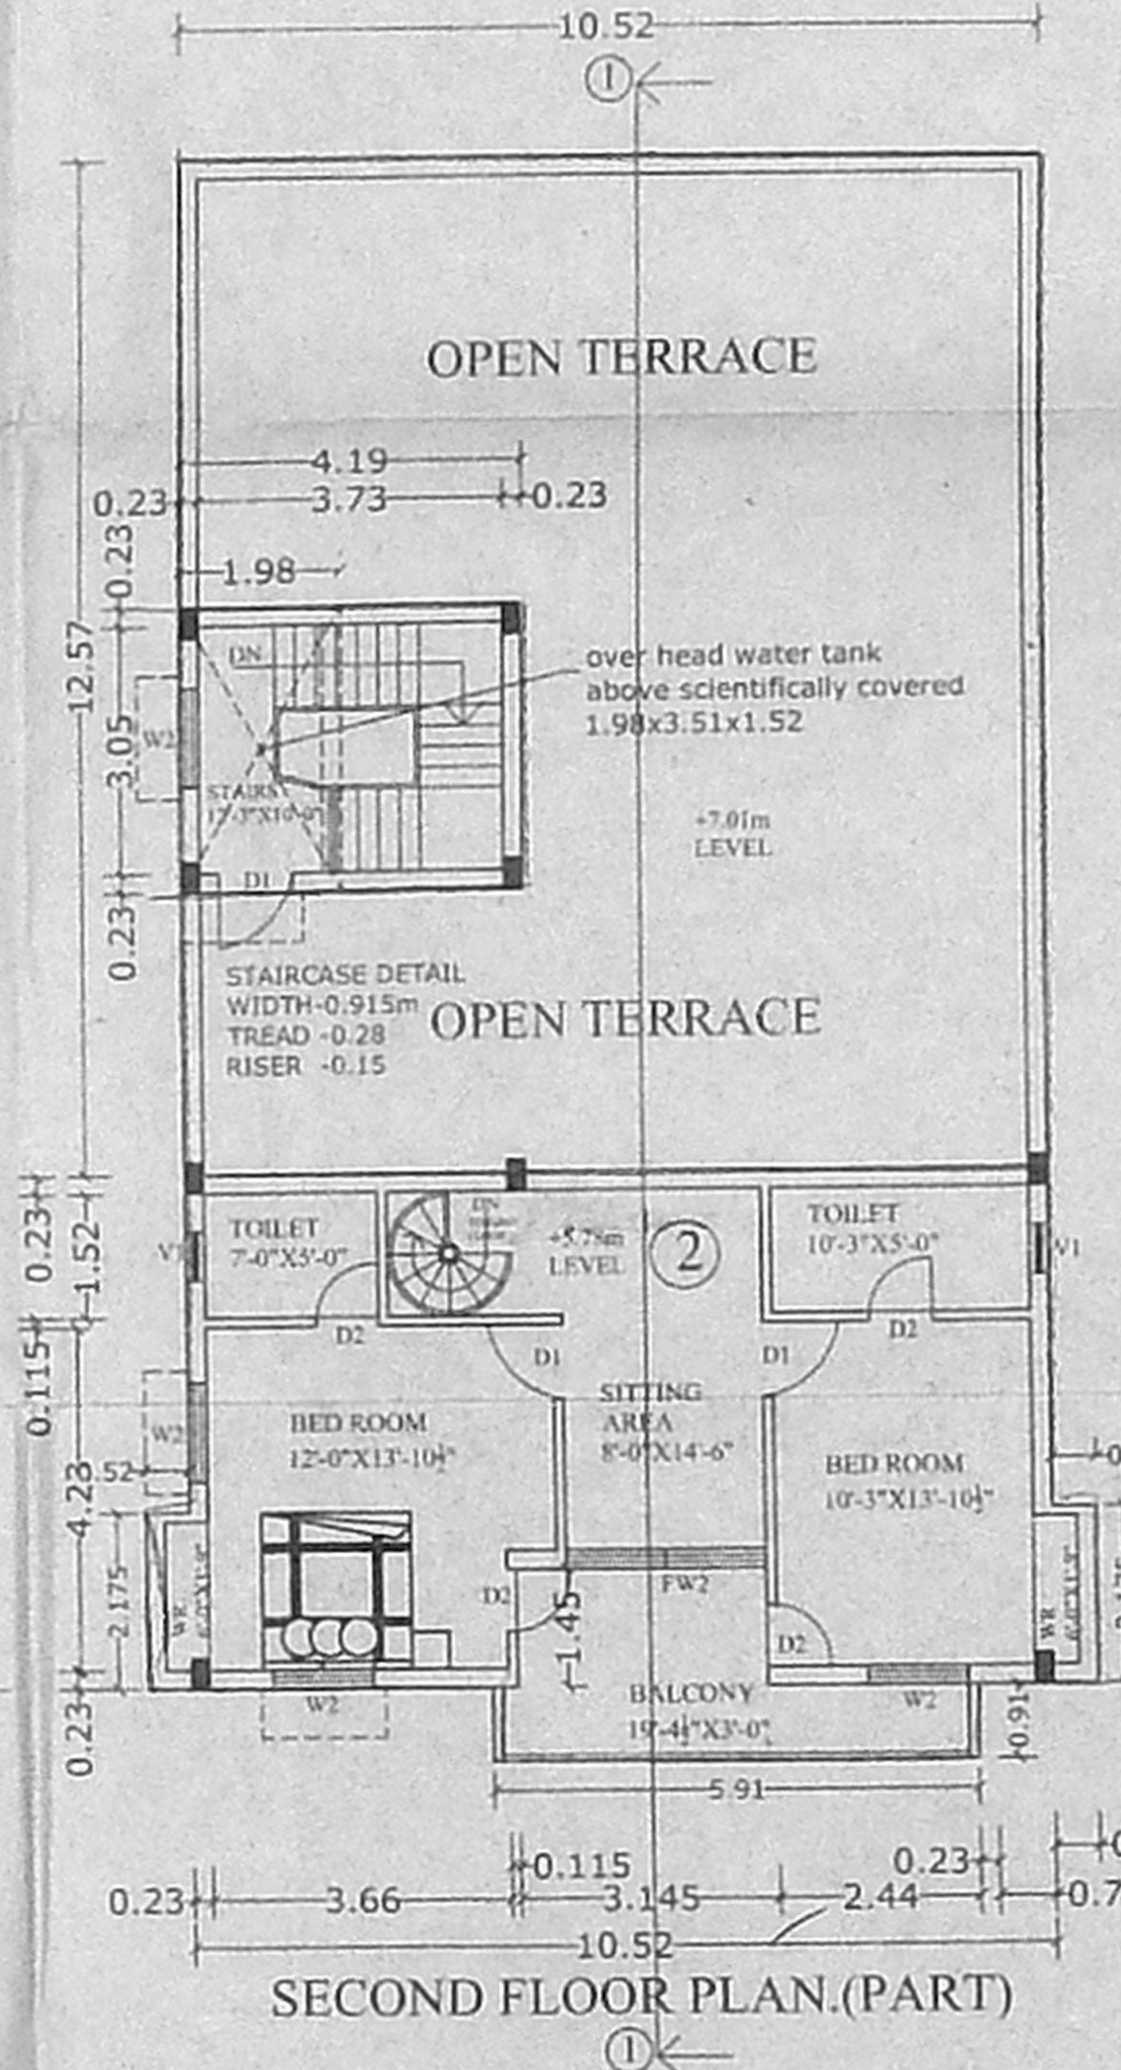 10.52
1
OPEN TERRACE
4.19
0.23
3.73
0.23
0.23
1.98
12.57
DN
over head water tank
above scientifically covered
1.98x3.51x1.52
3.05
W2
STAIRS
+7.01m
LEVEL
D1
0.23
STAIRCASE DETAIL
WIDTH-0.915m
TREAD -0.28
RISER -0.15
OPEN TERRACE
0.23
1.52
V1
TOILET
7'-0"X5'-0"
DN
+5.78m
LEVEL
2
TOILET
10'-3"X5'-0"
V1
0.115
D2
D1
D1
D2
W2
BED ROOM
12'-0"X13'-10½"
SITTING
AREA
8'-0"X14'-6"
BED ROOM
10'-3"X13'-10½"
4.23
.52
2.175
WR
D2
FW2
1.45
D2
WR
0.23
W2
BALCONY
19'-4½"X3'-0"
W2
0.91
5.91
0.115
0.23
0.23
3.66
3.145
2.44
0.7
10.52
SECOND FLOOR PLAN.(PART)
1